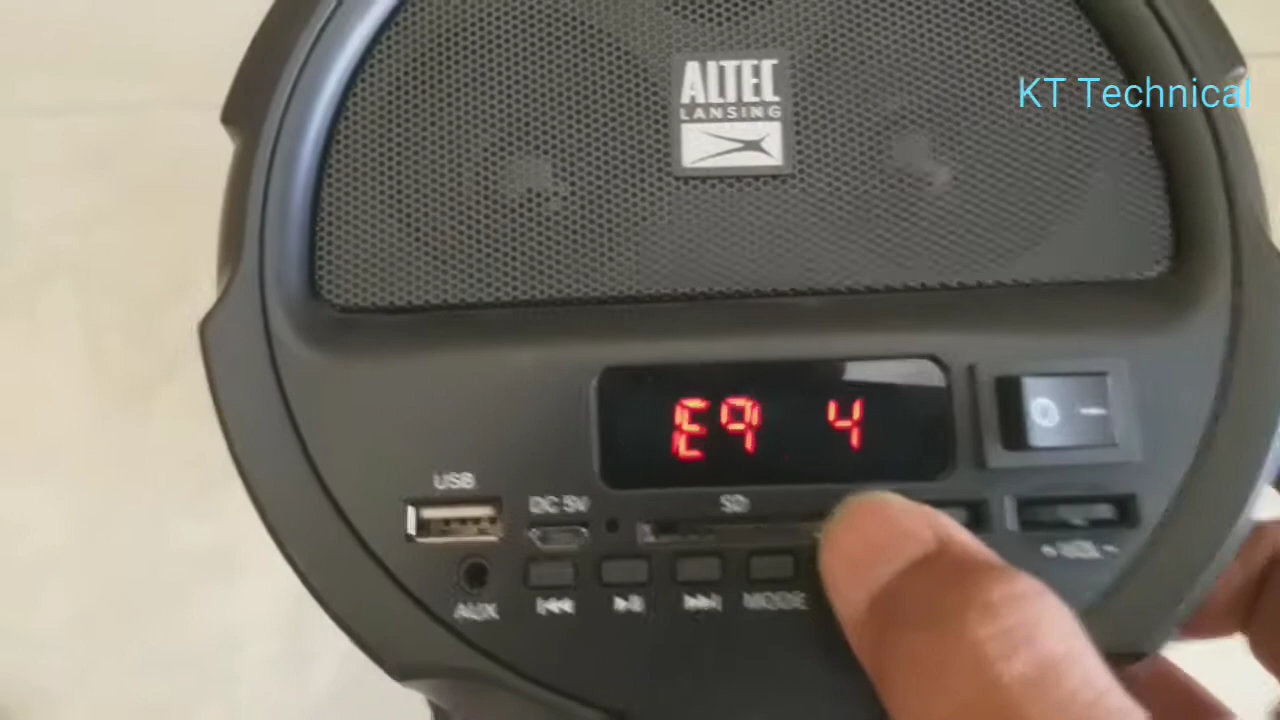 ALTEC
LANSING
KT Technical
E9 4
USB
DC 5V
SD
AUX
MODE